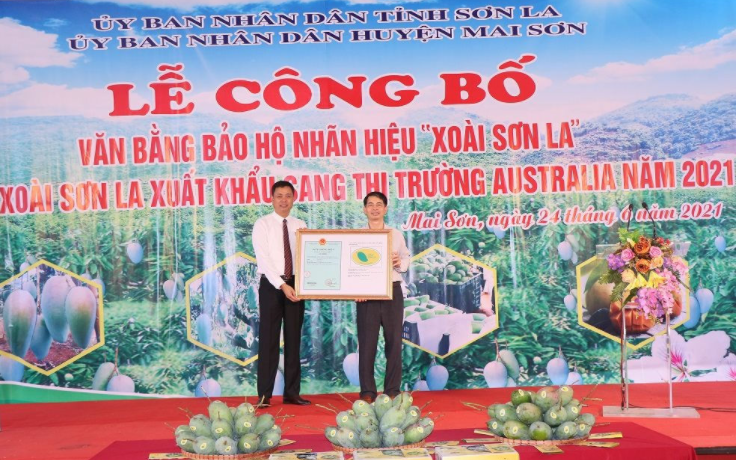 ỦY BAN NHÂN DÂN TỈNH SƠN LA
ỦY BAN NHÂN DÂN HUYỆN MAI SƠN
LỄ CÔNG BỐ
VĂN BẰNG BẢO HỘ NHÃN HIỆU "XOÀI SƠN LA"
XOÀI SƠN LA XUẤT KHẨU SANG THỊ TRƯỜNG AUSTRALIA NĂM 2021
Mai Sơn, ngày 24 tháng 6 năm 2021